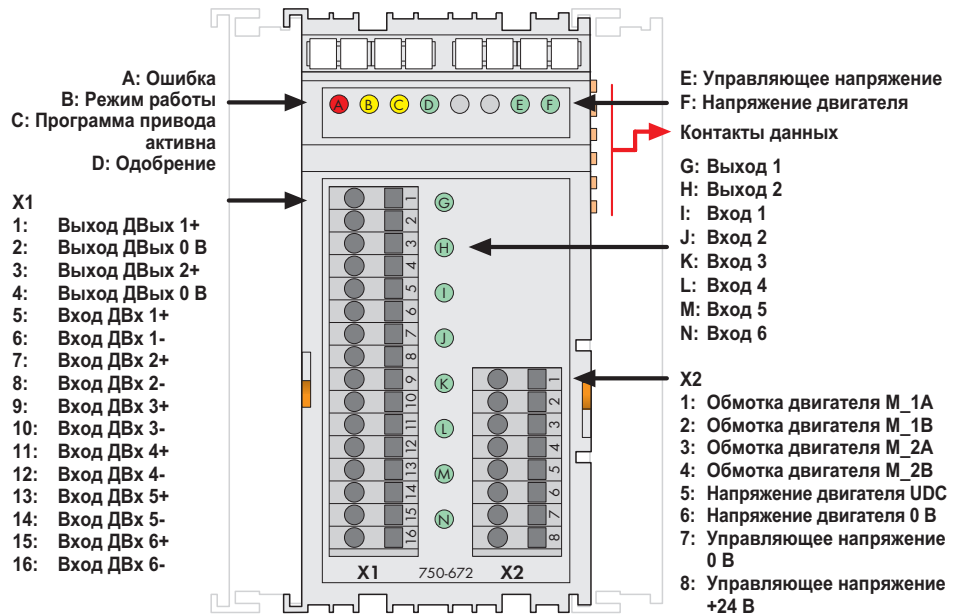 A: Ошибка
B: Режим работы
C: Программа привода
активна
D: Одобрение
X1
1: Выход ДВых 1+
2: Выход ДВых 0 В
3: Выход ДВых 2+
4: Выход ДВых 0 В
5: Вход ДВх 1+
6: Вход ДВх 1-
7: Вход ДВх 2+
8: Вход ДВх 2-
9: Вход ДВх 3+
10: Вход ДВх 3-
11: Вход ДВх 4+
12: Вход ДВх 4-
13: Вход ДВх 5+
14: Вход ДВх 5-
15: Вход ДВх 6+
16: Вход ДВх 6-
A B C D E F
1
2
3
4
5
6
7
8
9
10
11
12
13
14
15
16
G
H
I
J
K
L
M
N
1
2
3
4
5
6
7
8
X1 750-672 X2
E: Управляющее напряжение
F: Напряжение двигателя
Контакты данных
G: Выход 1
H: Выход 2
I: Вход 1
J: Вход 2
K: Вход 3
L: Вход 4
M: Вход 5
N: Вход 6
X2
1: Обмотка двигателя M_1A
2: Обмотка двигателя M_1B
3: Обмотка двигателя M_2A
4: Обмотка двигателя M_2B
5: Напряжение двигателя UDC
6: Напряжение двигателя 0 В
7: Управляющее напряжение
0 В
8: Управляющее напряжение
+24 В